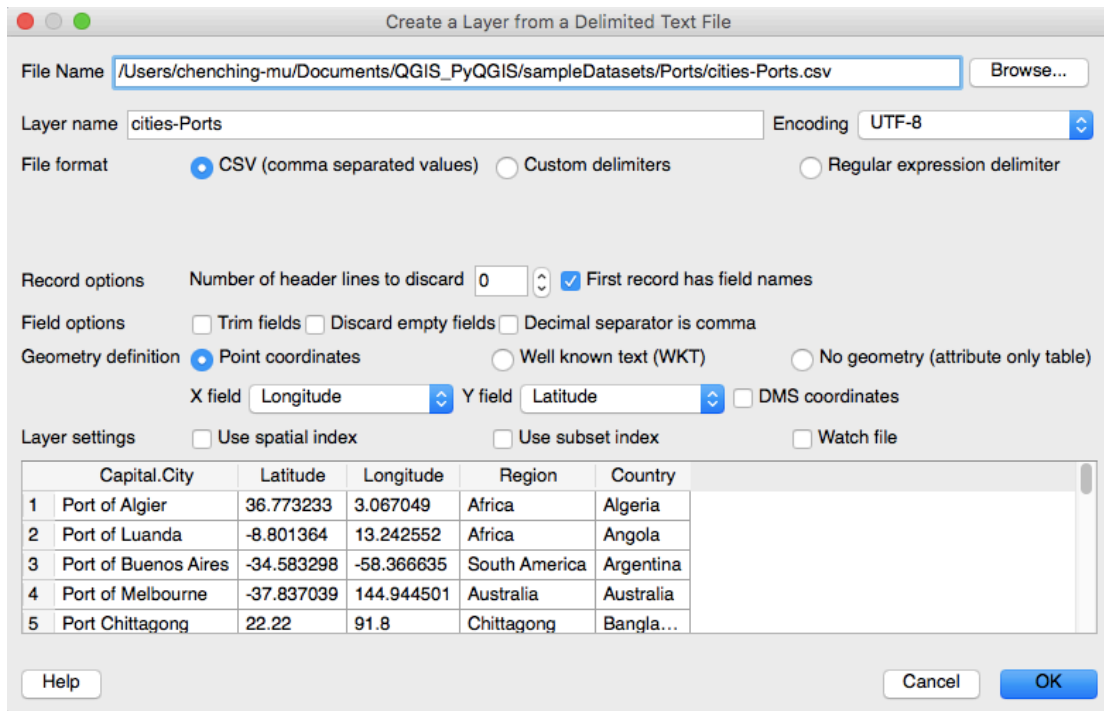 Create a Layer from a Delimited Text File
File Name /Users/chenching-mu/Documents/QGIS_PyQGIS/sampleDatasets/Ports/cities-Ports.csv Browse...
Layer name cities-Ports Encoding UTF-8
File format CSV (comma separated values) Custom delimiters Regular expression delimiter
Record options Number of header lines to discard 0 First record has field names
Field options Trim fields Discard empty fields Decimal separator is comma
Geometry definition Point coordinates Well known text (WKT) No geometry (attribute only table)
X field Longitude Y field Latitude DMS coordinates
Layer settings Use spatial index Use subset index Watch file
Capital.City Latitude Longitude Region Country
1 Port of Algier 36.773233 3.067049 Africa Algeria
2 Port of Luanda -8.801364 13.242552 Africa Angola
3 Port of Buenos Aires -34.583298 -58.366635 South America Argentina
4 Port of Melbourne -37.837039 144.944501 Australia Australia
5 Port Chittagong 22.22 91.8 Chittagong Bangla...
Help Cancel OK